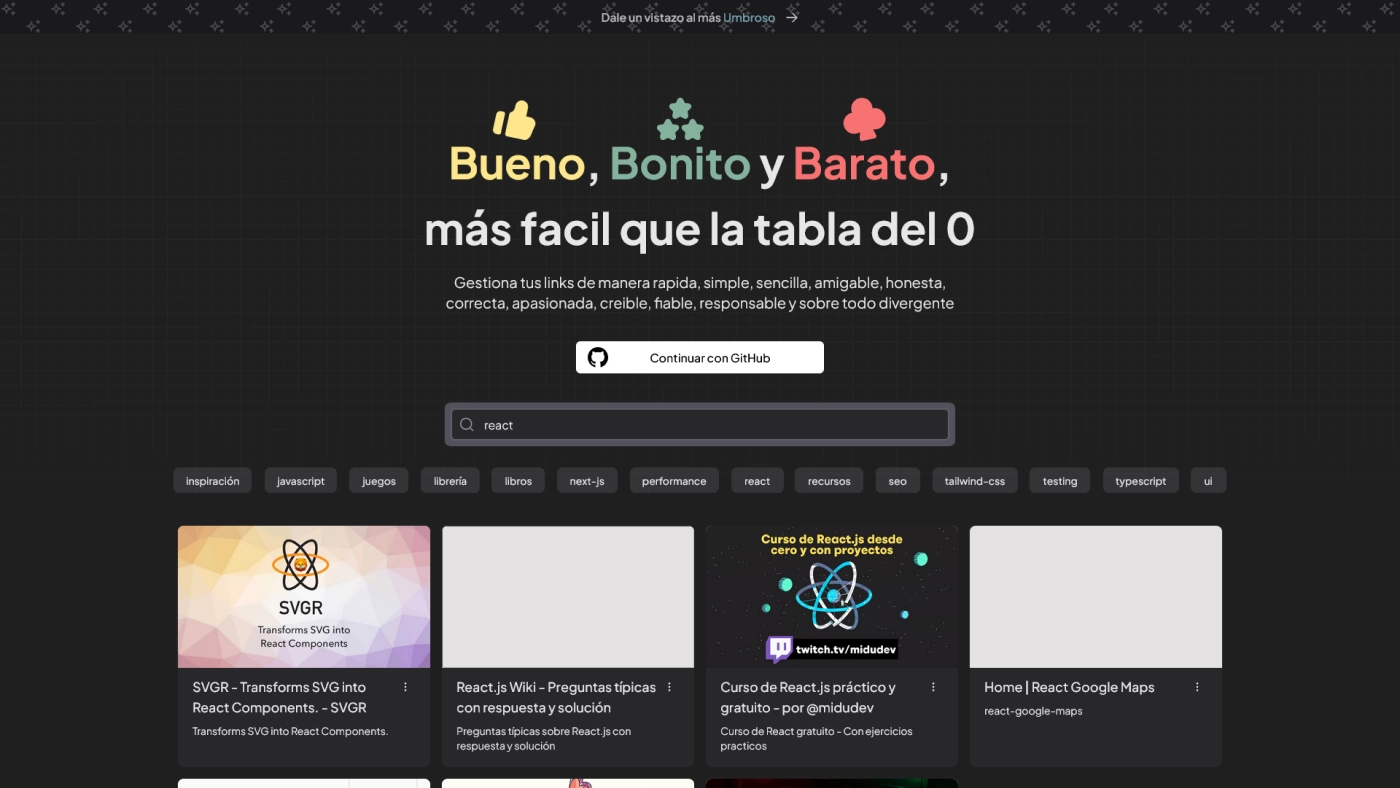 Dale un vistazo al más Umbroso
Bueno, Bonito y Barato,
más facil que la tabla del 0
Gestiona tus links de manera rapida, simple, sencilla, amigable, honesta,
correcta, apasionada, creible, fiable, responsable y sobre todo divergente
Continuar con GitHub
react
inspiración javascript juegos librería libros next-js performance react recursos seo tailwind-css testing typescript ui
SVGR
Transforms SVG into
React Components
SVGR - Transforms SVG into
React Components. - SVGR
Transforms SVG into React Components.
React.js Wiki - Preguntas típicas
con respuesta y solución
Preguntas típicas sobre React.js con
respuesta y solución
Curso de React.js desde
cero y con proyectos
twitch.tv/midudev
Curso de React.js práctico y
gratuito - por @midudev
Curso de React gratuito - Con ejercicios
practicos
Home | React Google Maps
react-google-maps